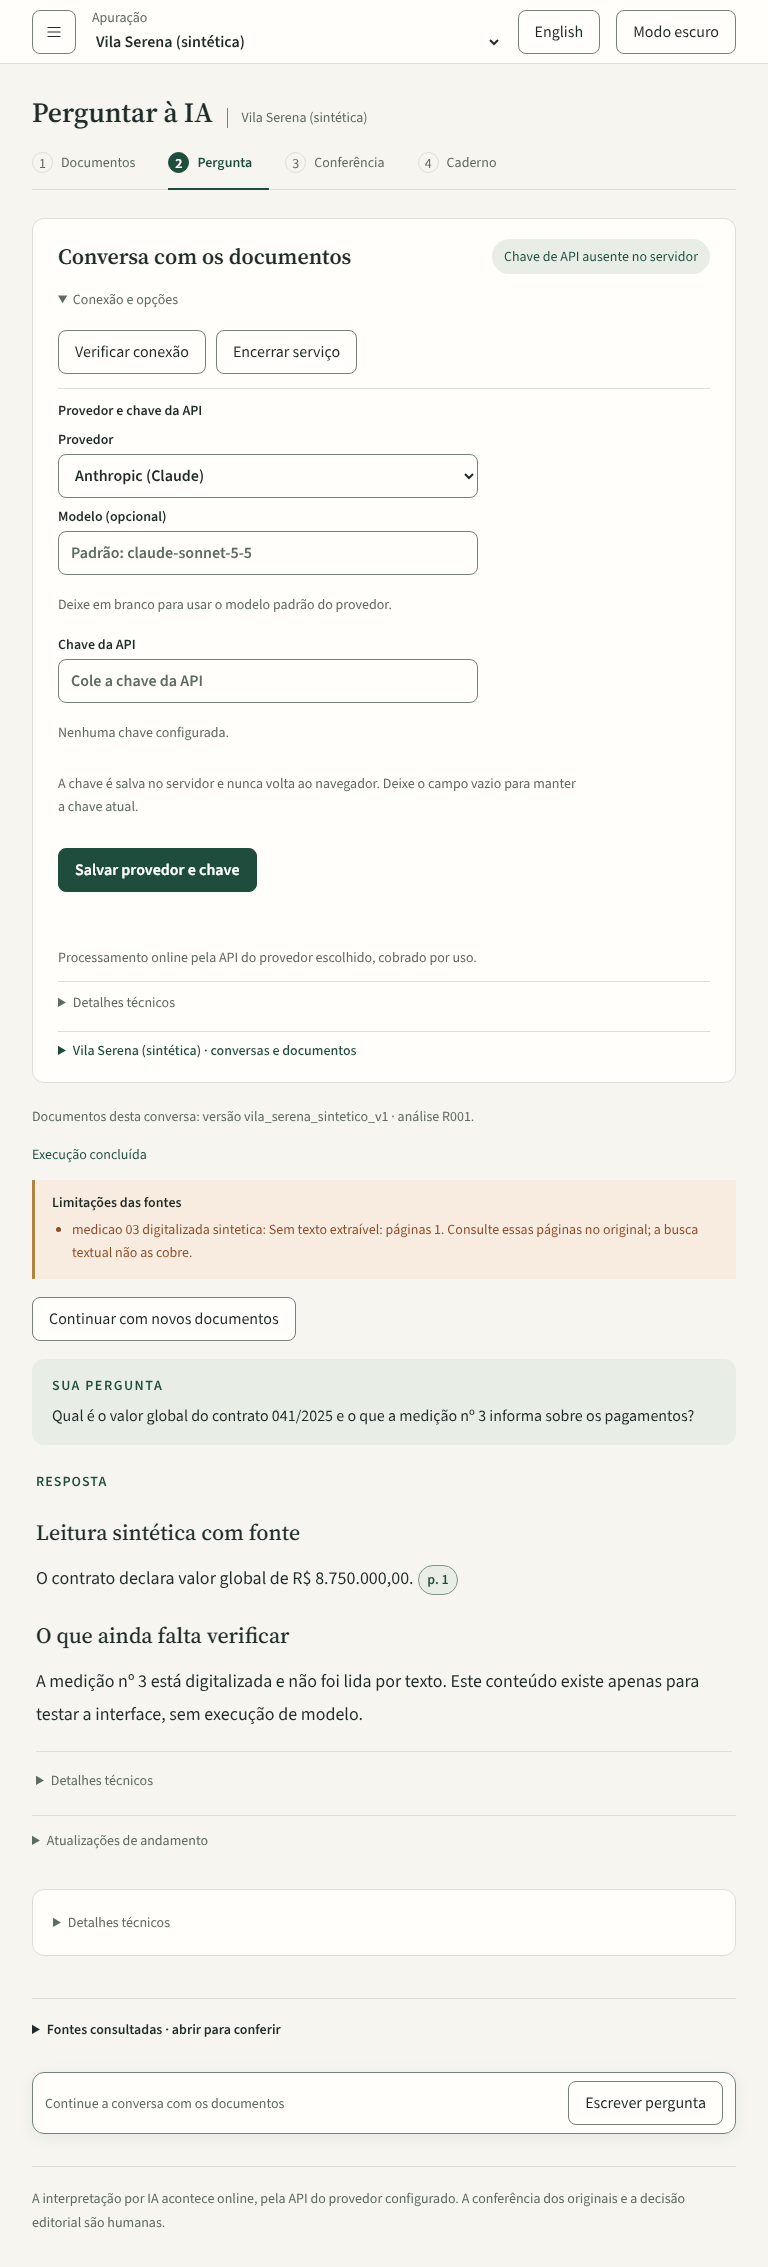 Apuração
Vila Serena (sintética)
English
Modo escuro
Perguntar à IA
Vila Serena (sintética)
1 Documentos
2 Pergunta
3 Conferência
4 Caderno
Conversa com os documentos
Chave de API ausente no servidor
Conexão e opções
Verificar conexão
Encerrar serviço
Provedor e chave da API
Provedor
Anthropic (Claude)
Modelo (opcional)
Padrão: claude-sonnet-5-5
Deixe em branco para usar o modelo padrão do provedor.
Chave da API
Cole a chave da API
Nenhuma chave configurada.
A chave é salva no servidor e nunca volta ao navegador. Deixe o campo vazio para manter
a chave atual.
Salvar provedor e chave
Processamento online pela API do provedor escolhido, cobrado por uso.
Detalhes técnicos
Vila Serena (sintética) · conversas e documentos
Documentos desta conversa: versão vila_serena_sintetico_v1 · análise R001.
Execução concluída
Limitações das fontes
medicao 03 digitalizada sintetica: Sem texto extraível: páginas 1. Consulte essas páginas no original; a busca
textual não as cobre.
Continuar com novos documentos
SUA PERGUNTA
Qual é o valor global do contrato 041/2025 e o que a medição nº 3 informa sobre os pagamentos?
RESPOSTA
Leitura sintética com fonte
O contrato declara valor global de R$ 8.750.000,00. p. 1
O que ainda falta verificar
A medição nº 3 está digitalizada e não foi lida por texto. Este conteúdo existe apenas para
testar a interface, sem execução de modelo.
Detalhes técnicos
Atualizações de andamento
Detalhes técnicos
Fontes consultadas · abrir para conferir
Continue a conversa com os documentos
Escrever pergunta
A interpretação por IA acontece online, pela API do provedor configurado. A conferência dos originais e a decisão
editorial são humanas.